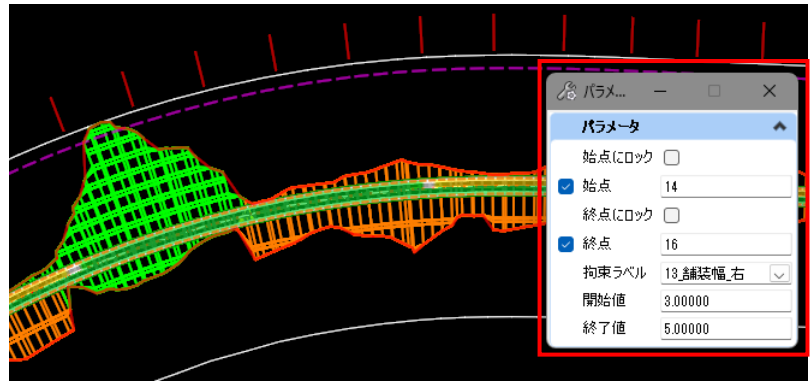 パラメ...
パラメータ
始点にロック
始点 14
終点にロック
終点 16
拘束ラベル 13_舗装幅_右
開始値 3.00000
終了値 5.00000